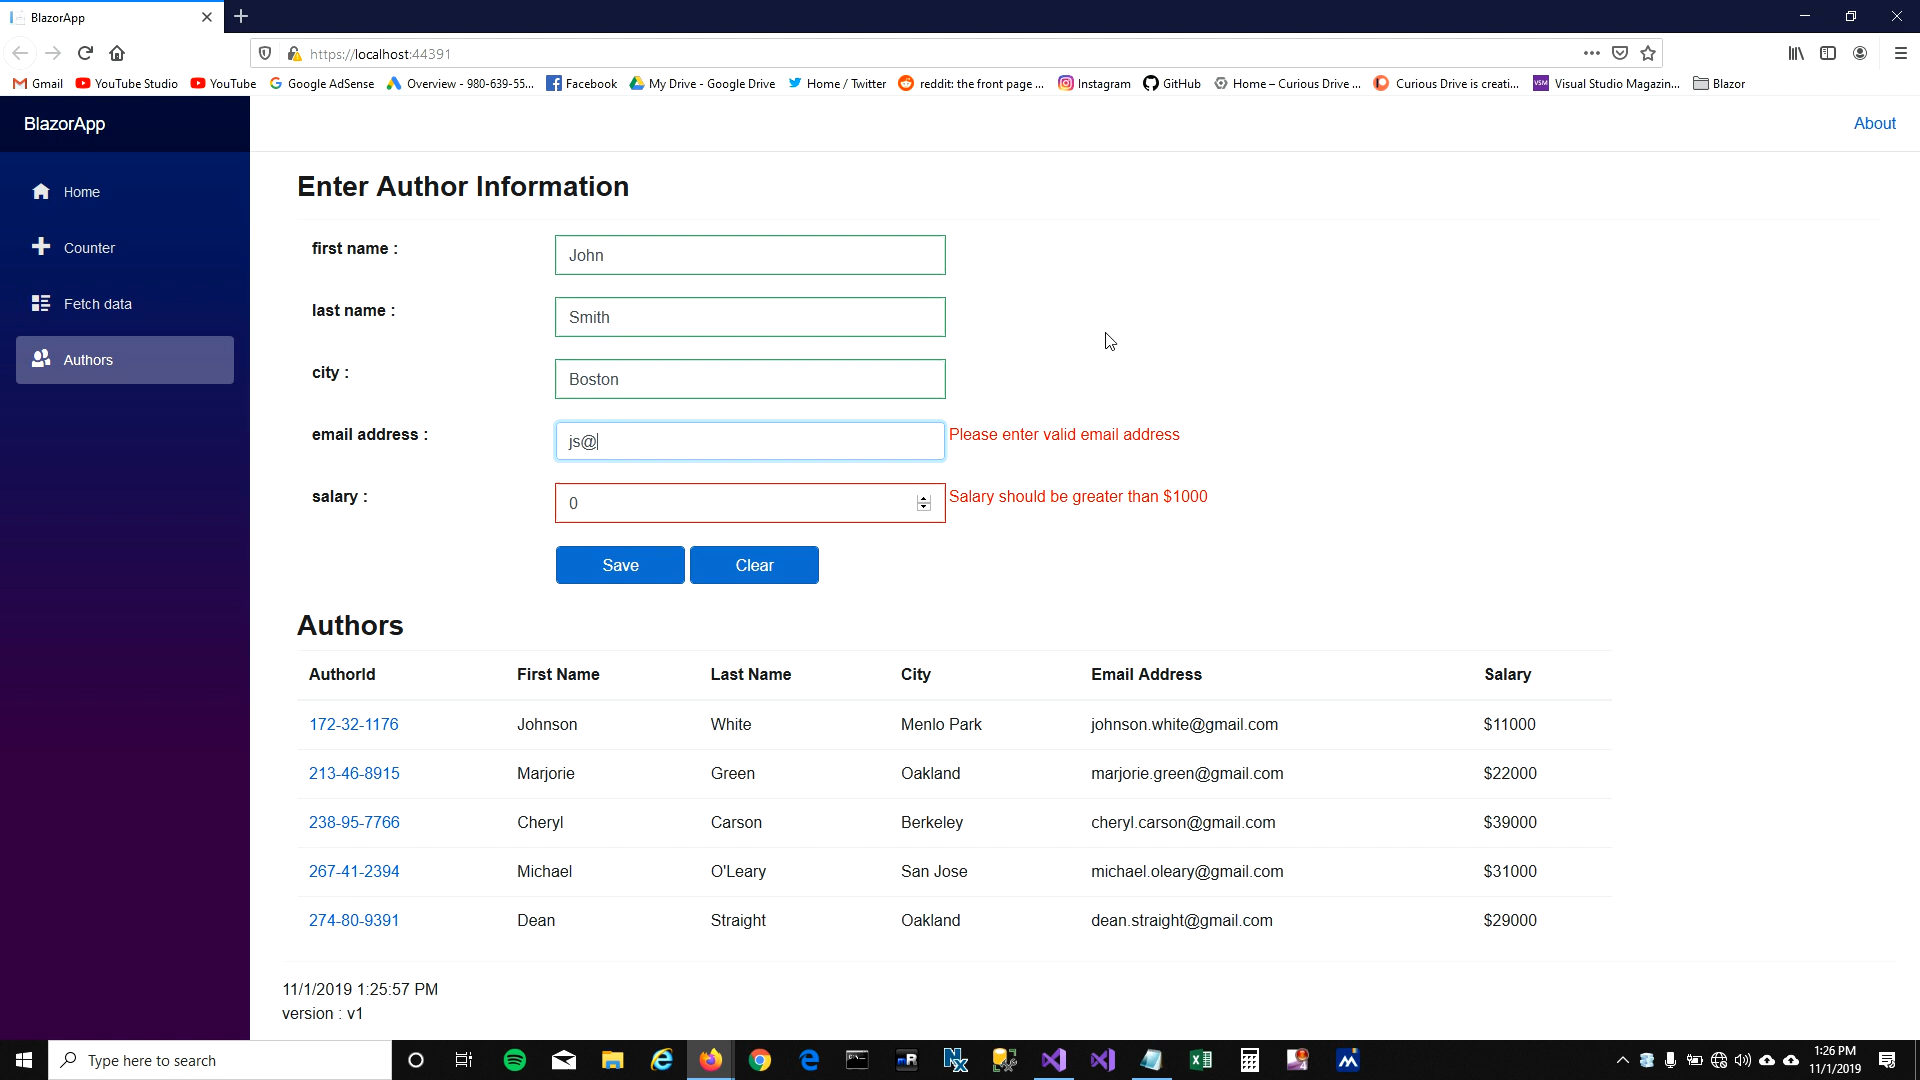 BlazorApp
https://localhost:44391
Gmail YouTube Studio YouTube Google AdSense Overview - 980-639-55... Facebook My Drive - Google Drive Home / Twitter reddit: the front page ... Instagram GitHub Home – Curious Drive ... Curious Drive is creati... VSM Visual Studio Magazin... Blazor
BlazorApp
About
Home
Counter
Fetch data
Authors
Enter Author Information
first name : John
last name : Smith
city : Boston
email address : js@ Please enter valid email address
salary : 0 Salary should be greater than $1000
Save Clear
Authors
AuthorId First Name Last Name City Email Address Salary
172-32-1176 Johnson White Menlo Park johnson.white@gmail.com $11000
213-46-8915 Marjorie Green Oakland marjorie.green@gmail.com $22000
238-95-7766 Cheryl Carson Berkeley cheryl.carson@gmail.com $39000
267-41-2394 Michael O'Leary San Jose michael.oleary@gmail.com $31000
274-80-9391 Dean Straight Oakland dean.straight@gmail.com $29000
11/1/2019 1:25:57 PM
version : v1
Type here to search
1:26 PM
11/1/2019